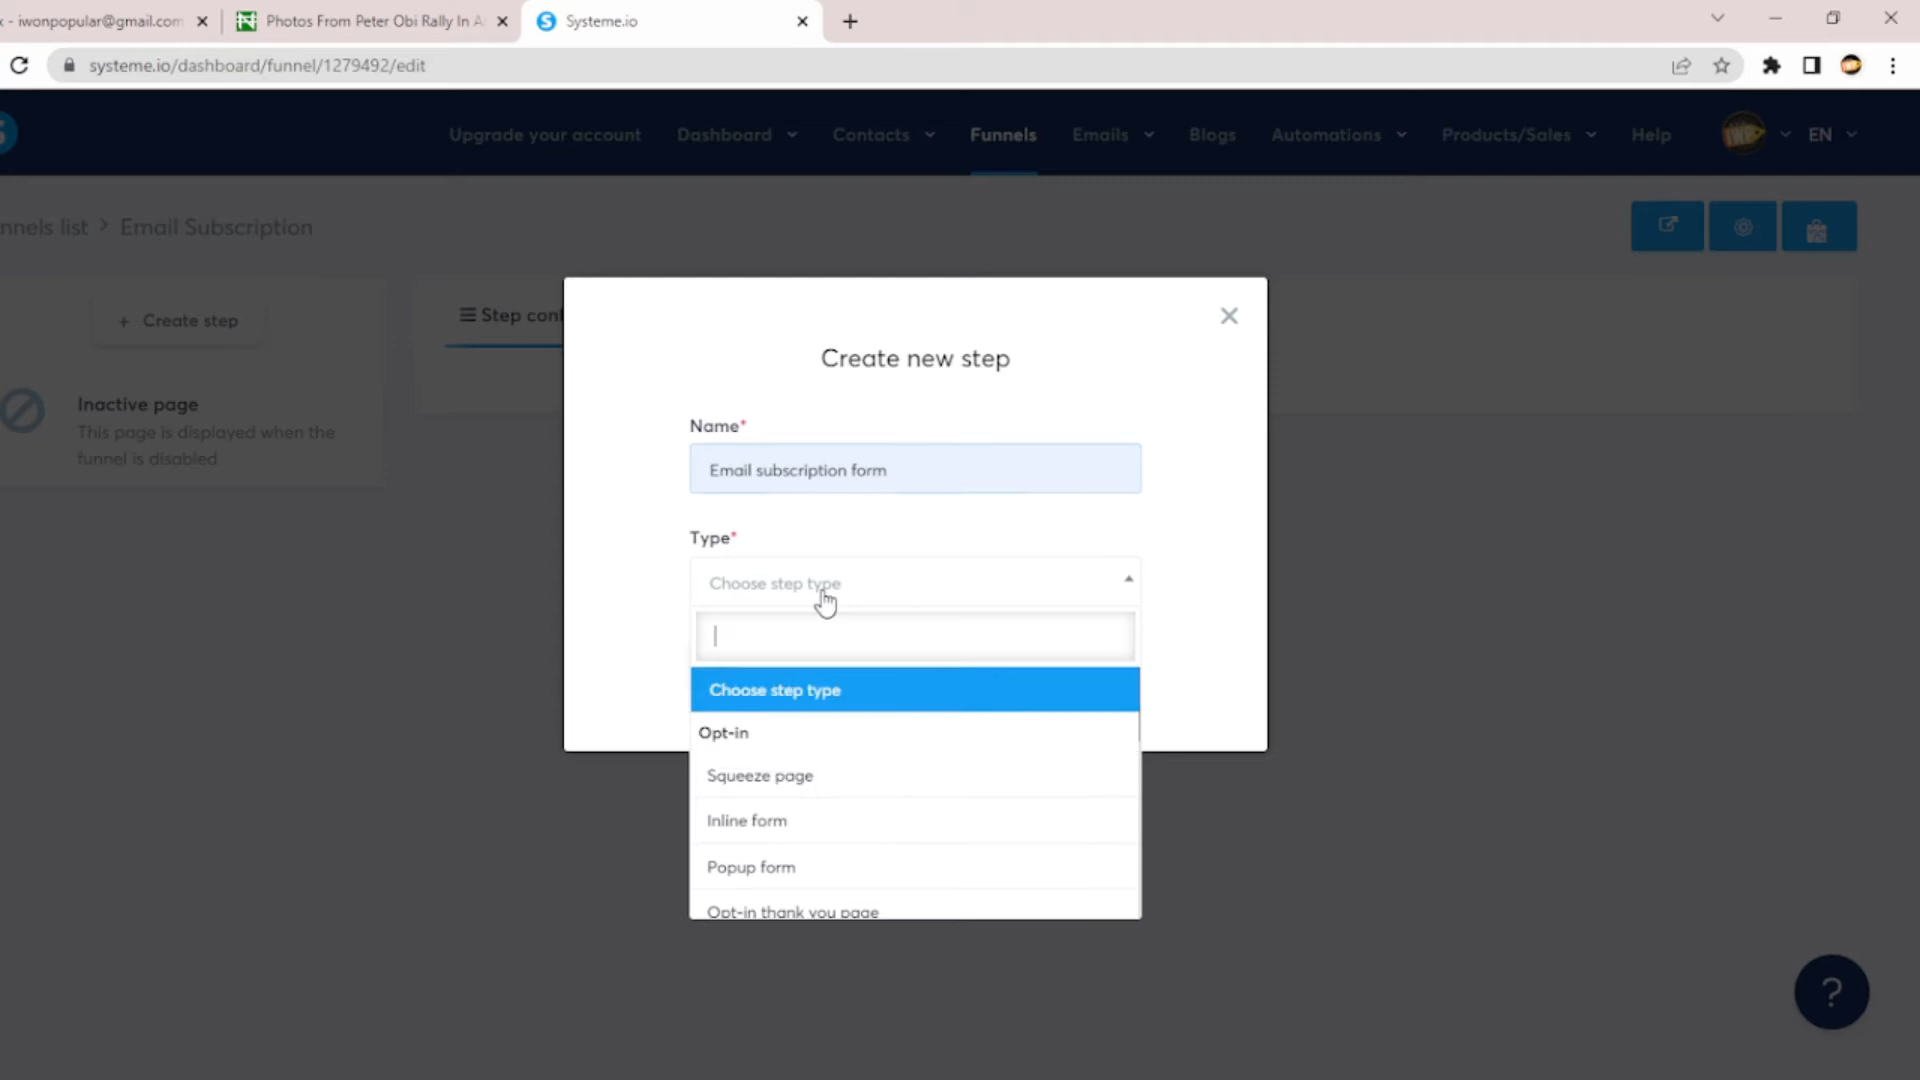 - iwonpopular@gmail.com
Photos From Peter Obi Rally In A
Systeme.io
systeme.io/dashboard/funnel/1279492/edit
Upgrade your account
Dashboard
Contacts
Funnels
Emails
Blogs
Automations
Products/Sales
Help
EN
nnels list > Email Subscription
+ Create step
Step conf
Inactive page
This page is displayed when the
funnel is disabled
Create new step
Name*
Email subscription form
Type*
Choose step type
Choose step type
Opt-in
Squeeze page
Inline form
Popup form
Opt-in thank you page
?